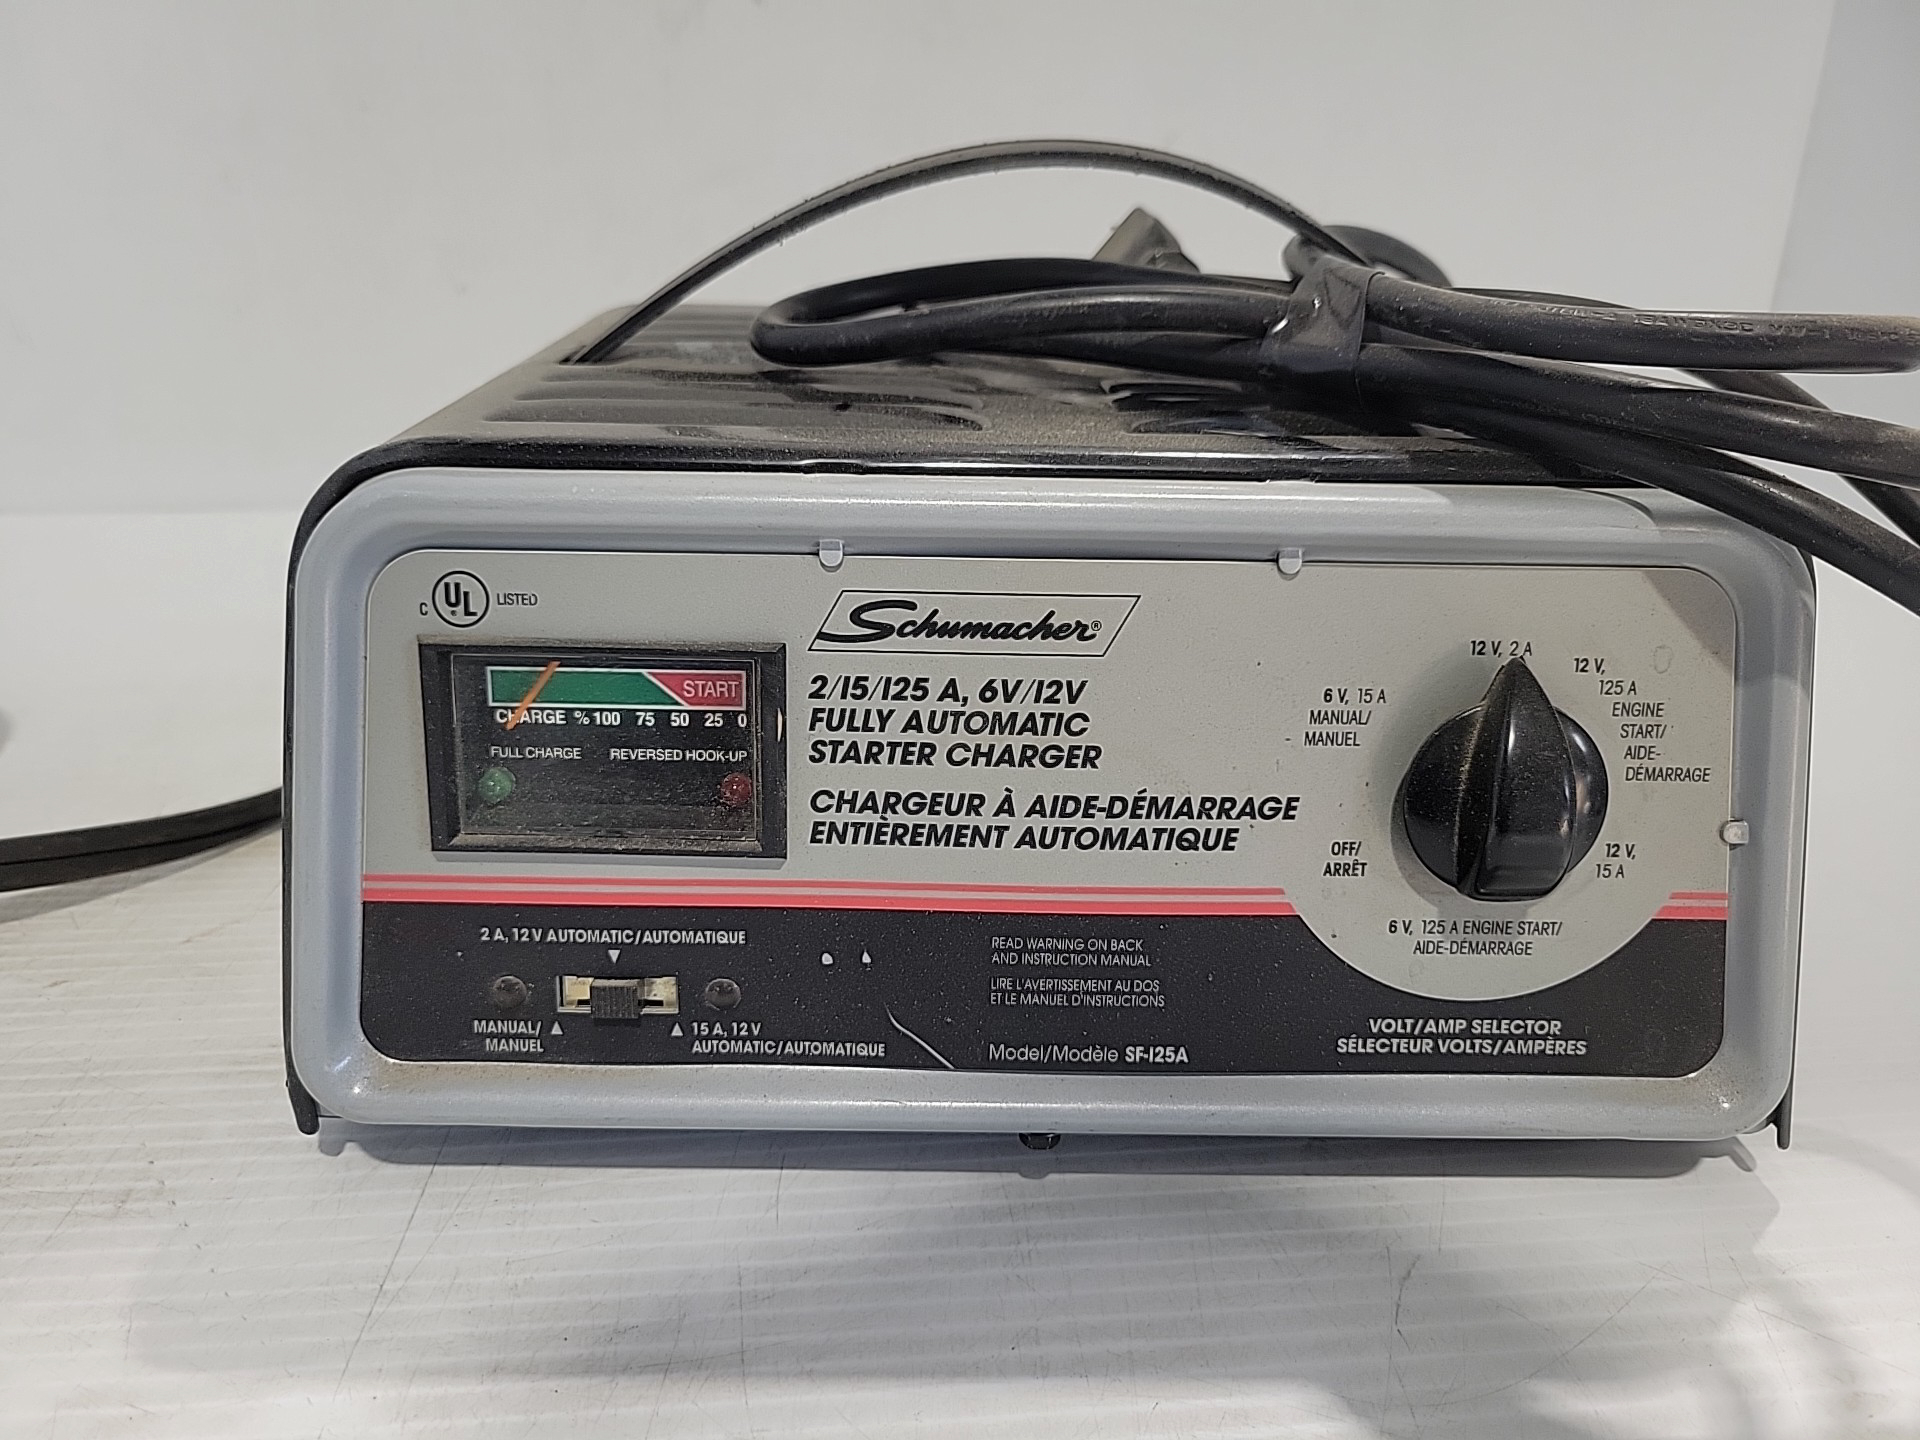 C UL ® LISTED
START
CHARGE % 100 75 50 25 0
FULL CHARGE REVERSED HOOK-UP
Schumacher®
2/15/125 A, 6V/12V
FULLY AUTOMATIC
STARTER CHARGER
CHARGEUR À AIDE-DÉMARRAGE
ENTIÈREMENT AUTOMATIQUE
12 V, 2 A
12 V,
125 A
ENGINE
START/
AIDE-
DÉMARRAGE
6 V, 15 A
MANUAL/
MANUEL
OFF/
ARRÊT
12 V,
15 A
6 V, 125 A ENGINE START/
AIDE-DÉMARRAGE
VOLT/AMP SELECTOR
SÉLECTEUR VOLTS/AMPÈRES
2 A, 12 V AUTOMATIC/AUTOMATIQUE
MANUAL/
MANUEL
15 A, 12 V
AUTOMATIC/AUTOMATIQUE
READ WARNING ON BACK
AND INSTRUCTION MANUAL
LIRE L'AVERTISSEMENT AU DOS
ET LE MANUEL D'INSTRUCTIONS
Model/Modèle SF-125A